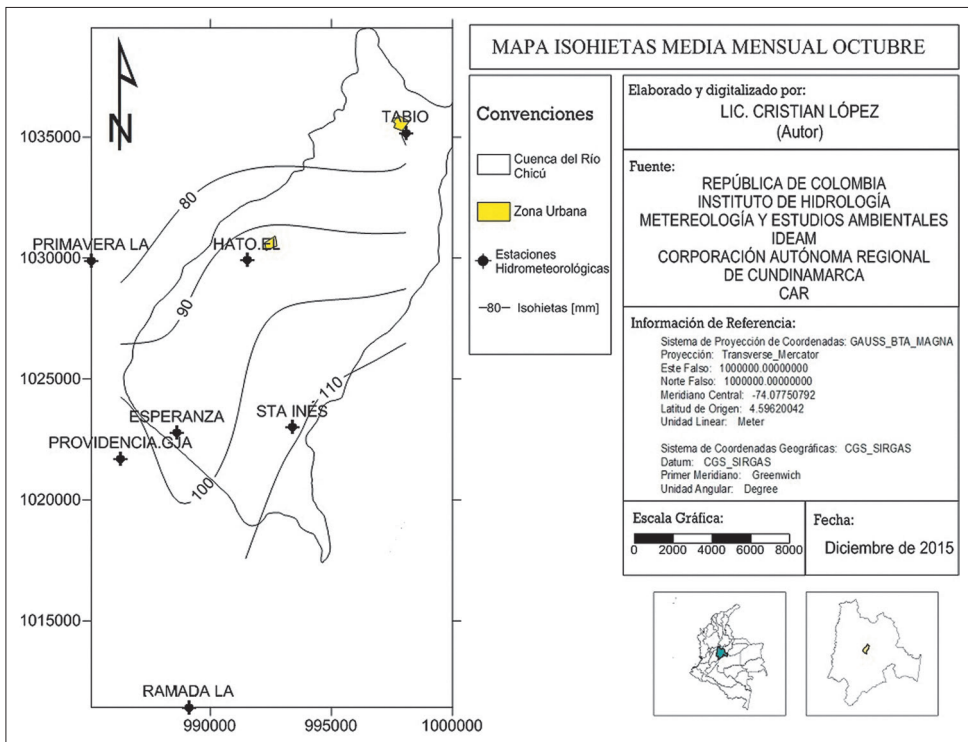 N
1035000
1030000
1025000
1020000
1015000
990000
995000
1000000
TABIO
80
PRIMAVERA LA
HATO.EL
90
110
ESPERANZA
STA INÉS
PROVIDENCIA.GJA
100
RAMADA LA
MAPA ISOHIETAS MEDIA MENSUAL OCTUBRE
Convenciones
Cuenca del Río
Chicú
Zona Urbana
Estaciones
Hidrometeorológicas
80 Isohietas [mm]
Elaborado y digitalizado por:
LIC. CRISTIAN LÓPEZ
(Autor)
Fuente:
REPÚBLICA DE COLOMBIA
INSTITUTO DE HIDROLOGÍA
METEREOLOGÍA Y ESTUDIOS AMBIENTALES
IDEAM
CORPORACIÓN AUTÓNOMA REGIONAL
DE CUNDINAMARCA
CAR
Información de Referencia:
Sistema de Proyección de Coordenadas: GAUSS_BTA_MAGNA
Proyección: Transverse_Mercator
Este Falso: 1000000.00000000
Norte Falso: 1000000.00000000
Meridiano Central: -74.07750792
Latitud de Origen: 4.59620042
Unidad Linear: Meter
Sistema de Coordenadas Geográficas: CGS_SIRGAS
Datum: CGS_SIRGAS
Primer Meridiano: Greenwich
Unidad Angular: Degree
Escala Gráfica:
0 2000 4000 6000 8000
Fecha:
Diciembre de 2015